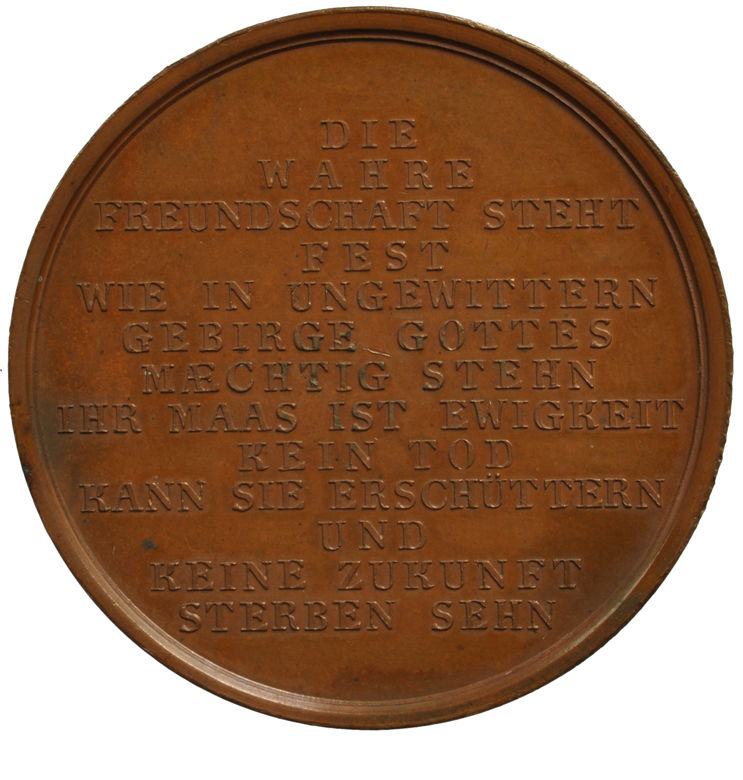 DIE
WAHRE
FREUNDSCHAFT STEHT
FEST
WIE IN UNGEWITTERN
GEBIRGE GOTTES
MÆCHTIG STEHN
IHR MAAS IST EWIGKEIT
KEIN TOD
KANN SIE ERSCHÜTTERN
UND
KEINE ZUKUNFT
STERBEN SEHN